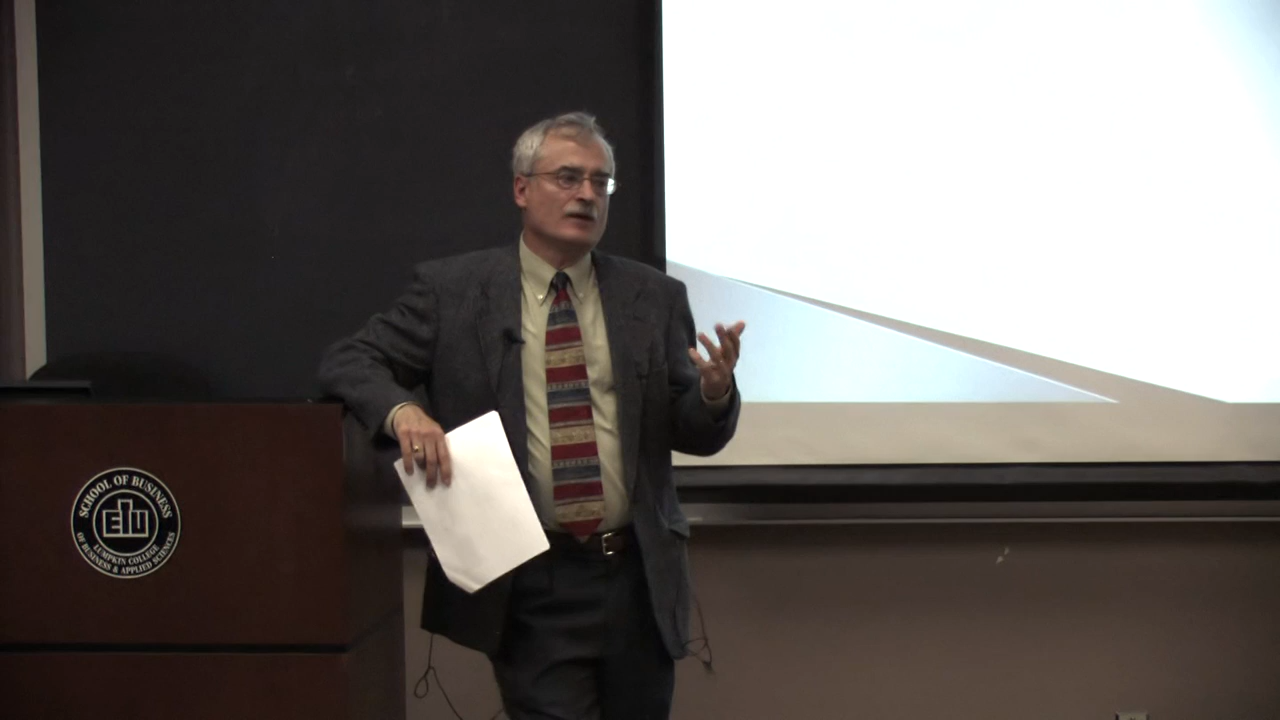 SCHOOL OF BUSINESS
EIU
LUMPKIN COLLEGE
OF BUSINESS & APPLIED SCIENCES